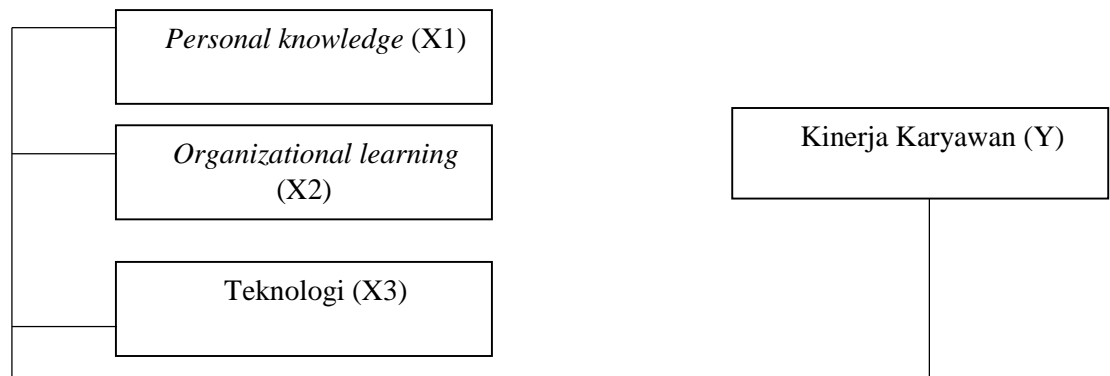 Personal knowledge (X1)
Organizational learning
(X2)
Teknologi (X3)
Kinerja Karyawan (Y)